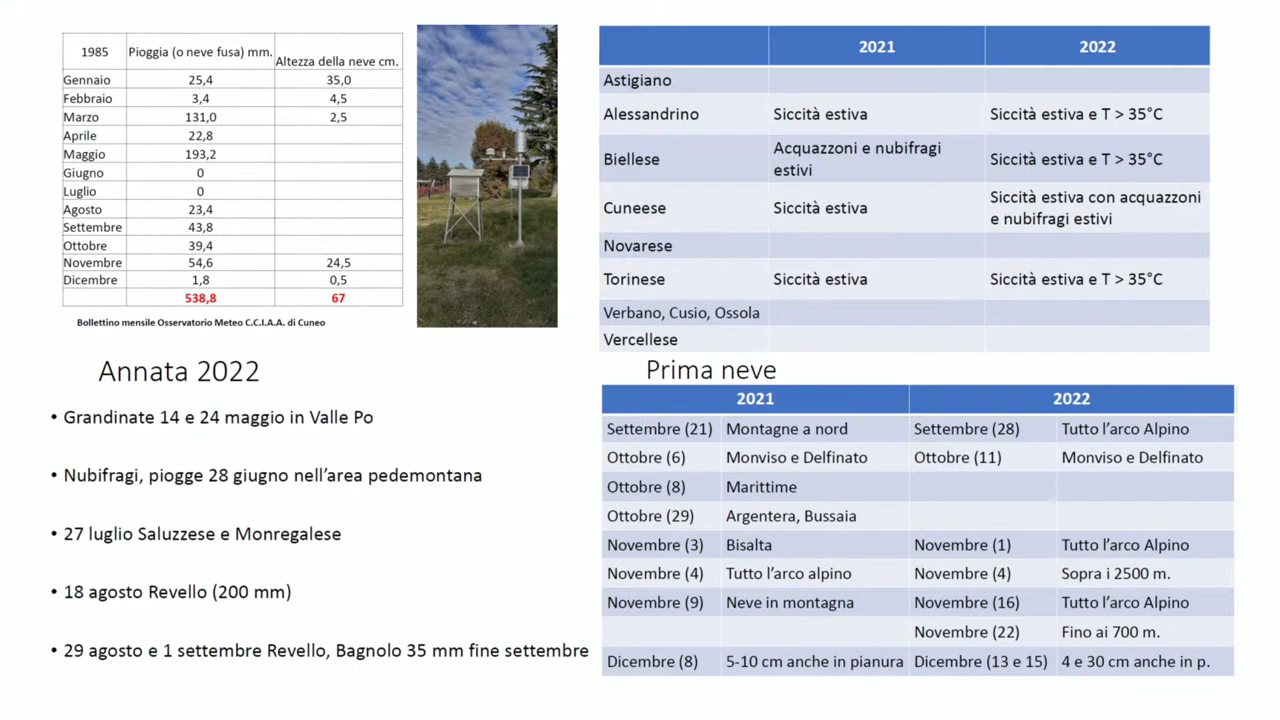 1985 Pioggia (o neve fusa) mm. Altezza della neve cm.
Gennaio 25,4 35,0
Febbraio 3,4 4,5
Marzo 131,0 2,5
Aprile 22,8
Maggio 193,2
Giugno 0
Luglio 0
Agosto 23,4
Settembre 43,8
Ottobre 39,4
Novembre 54,6 24,5
Dicembre 1,8 0,5
538,8 67
Bollettino mensile Osservatorio Meteo C.C.I.A.A. di Cuneo
2021 2022
Astigiano
Alessandrino Siccità estiva Siccità estiva e T > 35°C
Biellese Acquazzoni e nubifragi estivi Siccità estiva e T > 35°C
Cuneese Siccità estiva Siccità estiva con acquazzoni e nubifragi estivi
Novarese
Torinese Siccità estiva Siccità estiva e T > 35°C
Verbano, Cusio, Ossola
Vercellese
Annata 2022
• Grandinate 14 e 24 maggio in Valle Po
• Nubifragi, piogge 28 giugno nell'area pedemontana
• 27 luglio Saluzzese e Monregalese
• 18 agosto Revello (200 mm)
• 29 agosto e 1 settembre Revello, Bagnolo 35 mm fine settembre
Prima neve
2021 2022
Settembre (21) Montagne a nord Settembre (28) Tutto l'arco Alpino
Ottobre (6) Monviso e Delfinato Ottobre (11) Monviso e Delfinato
Ottobre (8) Marittime
Ottobre (29) Argentera, Bussaia
Novembre (3) Bisalta Novembre (1) Tutto l'arco Alpino
Novembre (4) Tutto l'arco alpino Novembre (4) Sopra i 2500 m.
Novembre (9) Neve in montagna Novembre (16) Tutto l'arco Alpino
Novembre (22) Fino ai 700 m.
Dicembre (8) 5-10 cm anche in pianura Dicembre (13 e 15) 4 e 30 cm anche in p.